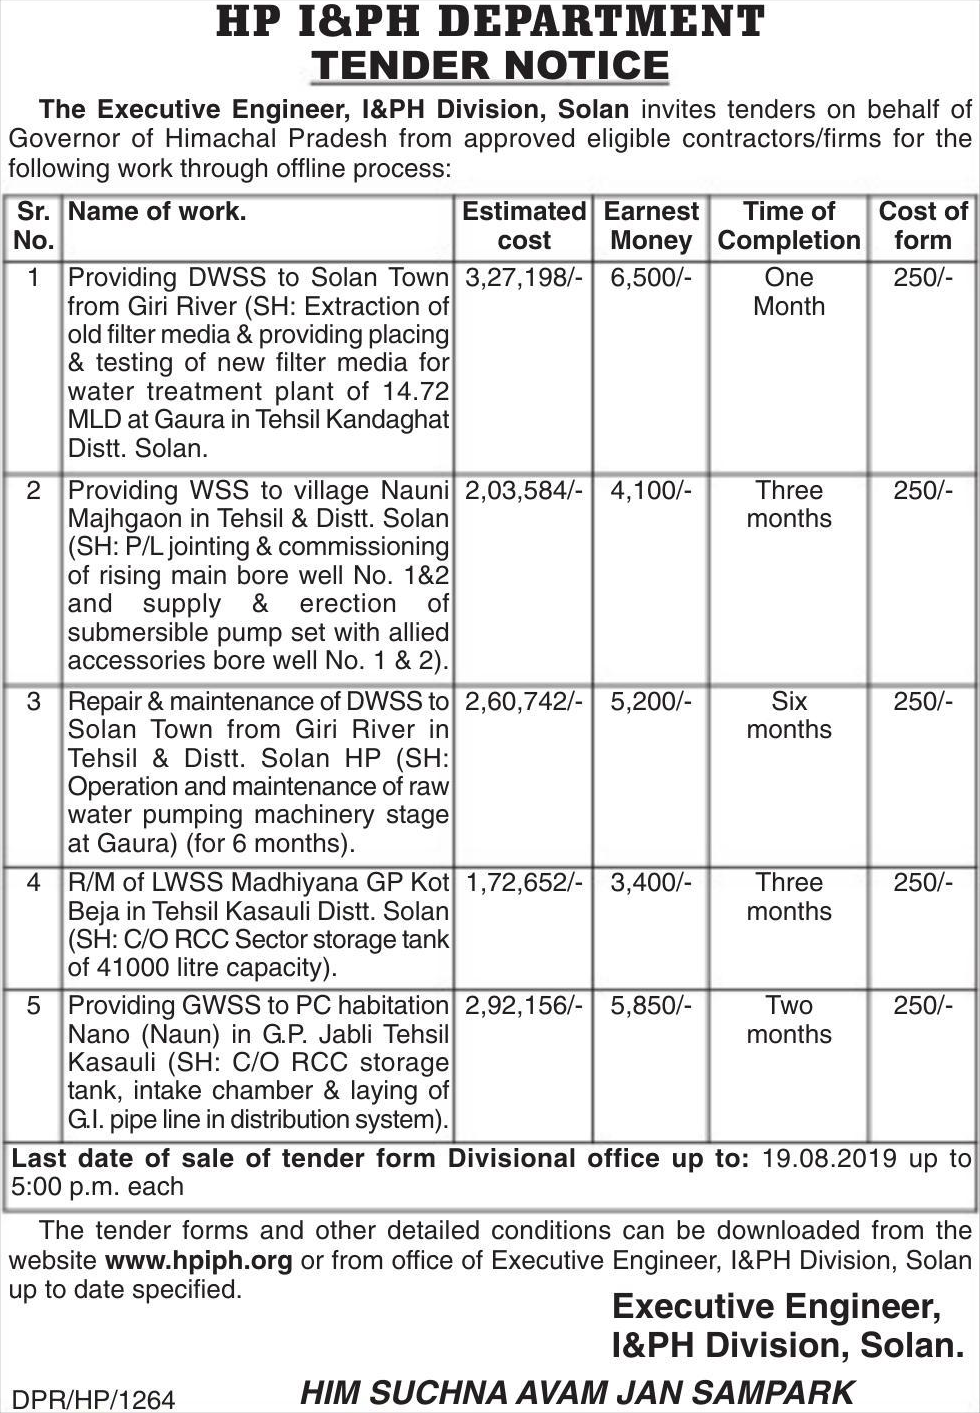 HP I&PH DEPARTMENT
TENDER NOTICE
The Executive Engineer, I&PH Division, Solan invites tenders on behalf of
Governor of Himachal Pradesh from approved eligible contractors/firms for the
following work through offline process:
Sr. No. Name of work. Estimated cost Earnest Money Time of Completion Cost of form
1 Providing DWSS to Solan Town 3,27,198/- 6,500/- One 250/-
from Giri River (SH: Extraction of Month
old filter media & providing placing
& testing of new filter media for
water treatment plant of 14.72
MLD at Gaura in Tehsil Kandaghat
Distt. Solan.
2 Providing WSS to village Nauni 2,03,584/- 4,100/- Three 250/-
Majhgaon in Tehsil & Distt. Solan months
(SH: P/L jointing & commissioning
of rising main bore well No. 1&2
and supply & erection of
submersible pump set with allied
accessories bore well No. 1 & 2).
3 Repair & maintenance of DWSS to 2,60,742/- 5,200/- Six 250/-
Solan Town from Giri River in months
Tehsil & Distt. Solan HP (SH:
Operation and maintenance of raw
water pumping machinery stage
at Gaura) (for 6 months).
4 R/M of LWSS Madhiyana GP Kot 1,72,652/- 3,400/- Three 250/-
Beja in Tehsil Kasauli Distt. Solan months
(SH: C/O RCC Sector storage tank
of 41000 litre capacity).
5 Providing GWSS to PC habitation 2,92,156/- 5,850/- Two 250/-
Nano (Naun) in G.P. Jabli Tehsil months
Kasauli (SH: C/O RCC storage
tank, intake chamber & laying of
G.I. pipe line in distribution system).
Last date of sale of tender form Divisional office up to: 19.08.2019 up to
5:00 p.m. each
The tender forms and other detailed conditions can be downloaded from the
website www.hpiph.org or from office of Executive Engineer, I&PH Division, Solan
up to date specified.
Executive Engineer,
I&PH Division, Solan.
DPR/HP/1264 HIM SUCHNA AVAM JAN SAMPARK